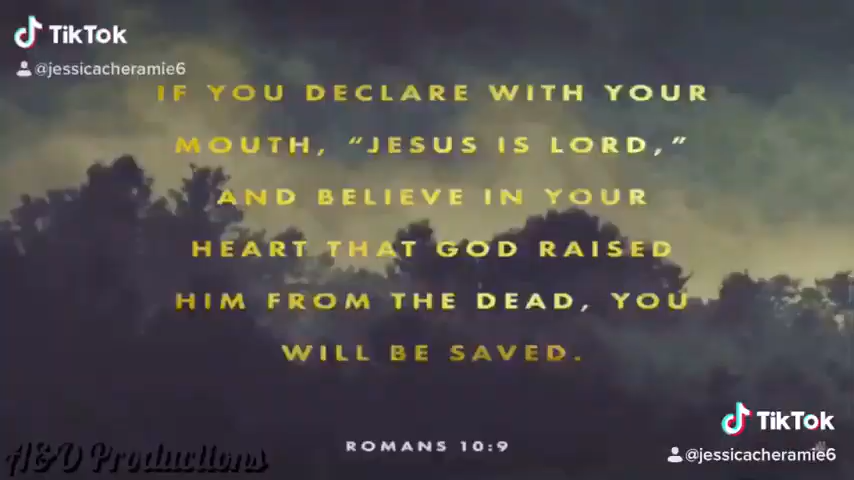 TikTok
@jessicacheramie6
IF YOU DECLARE WITH YOUR
MOUTH, “JESUS IS LORD,”
AND BELIEVE IN YOUR
HEART THAT GOD RAISED
HIM FROM THE DEAD, YOU
WILL BE SAVED.
ROMANS 10:9
A&D Productions
TikTok
@jessicacheramie6